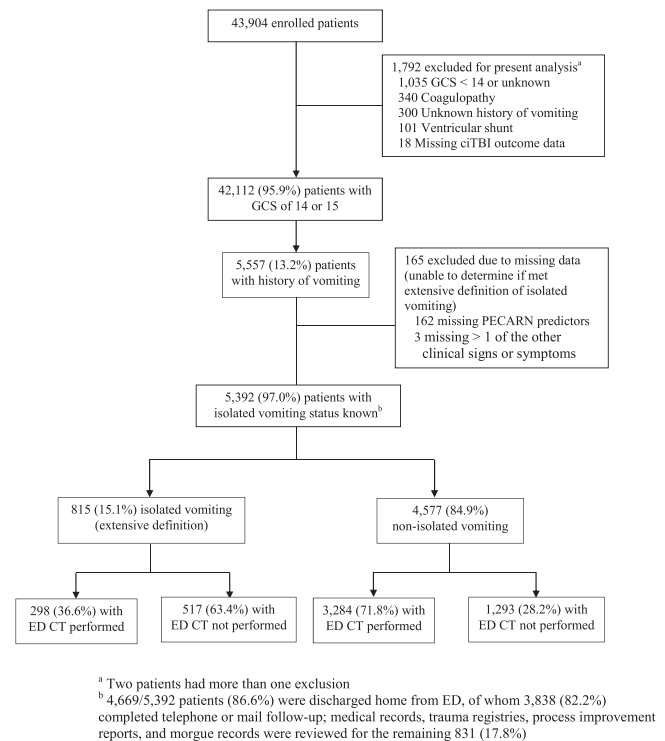 43,904 enrolled patients
1,792 excluded for present analysisᵃ
1,035 GCS < 14 or unknown
340 Coagulopathy
300 Unknown history of vomiting
101 Ventricular shunt
18 Missing ciTBI outcome data
42,112 (95.9%) patients with
GCS of 14 or 15
5,557 (13.2%) patients
with history of vomiting
165 excluded due to missing data
(unable to determine if met
extensive definition of isolated
vomiting)
162 missing PECARN predictors
3 missing > 1 of the other
clinical signs or symptoms
5,392 (97.0%) patients with
isolated vomiting status knownᵇ
815 (15.1%) isolated vomiting
(extensive definition)
4,577 (84.9%)
non-isolated vomiting
298 (36.6%) with
ED CT performed
517 (63.4%) with
ED CT not performed
3,284 (71.8%) with
ED CT performed
1,293 (28.2%) with
ED CT not performed
ᵃ Two patients had more than one exclusion
ᵇ 4,669/5,392 patients (86.6%) were discharged home from ED, of whom 3,838 (82.2%)
completed telephone or mail follow-up; medical records, trauma registries, process improvement
reports, and morgue records were reviewed for the remaining 831 (17.8%)